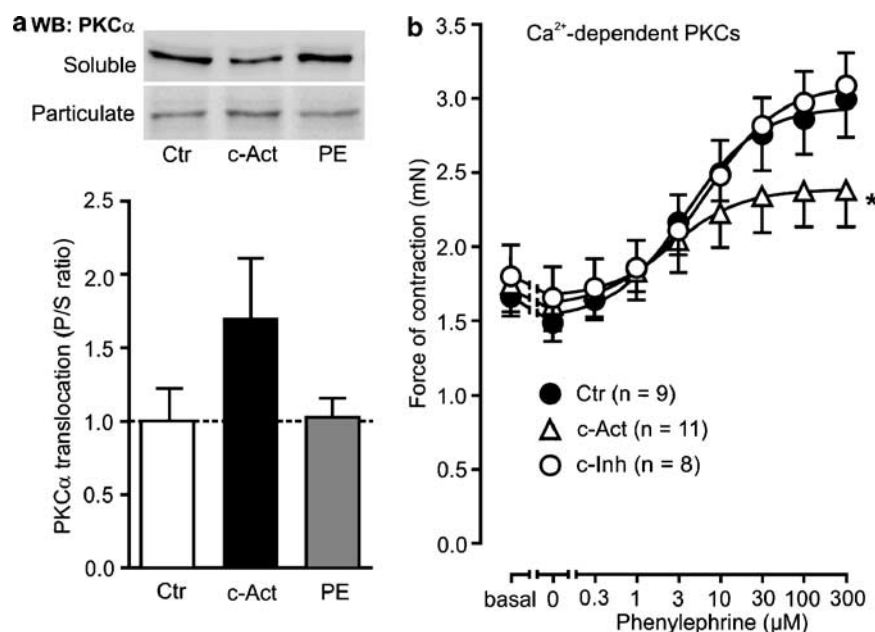 a WB: PKCα
Soluble
Particulate
Ctr c-Act PE
PKCα translocation (P/S ratio)
2.5
2.0
1.5
1.0
0.5
0.0
Ctr c-Act PE
b Ca²⁺-dependent PKCs
Force of contraction (mN)
3.0
2.5
2.0
1.5
1.0
0.5
0.0
*
Ctr (n = 9)
c-Act (n = 11)
c-Inh (n = 8)
basal 0 0.3 1 3 10 30 100 300
Phenylephrine (µM)